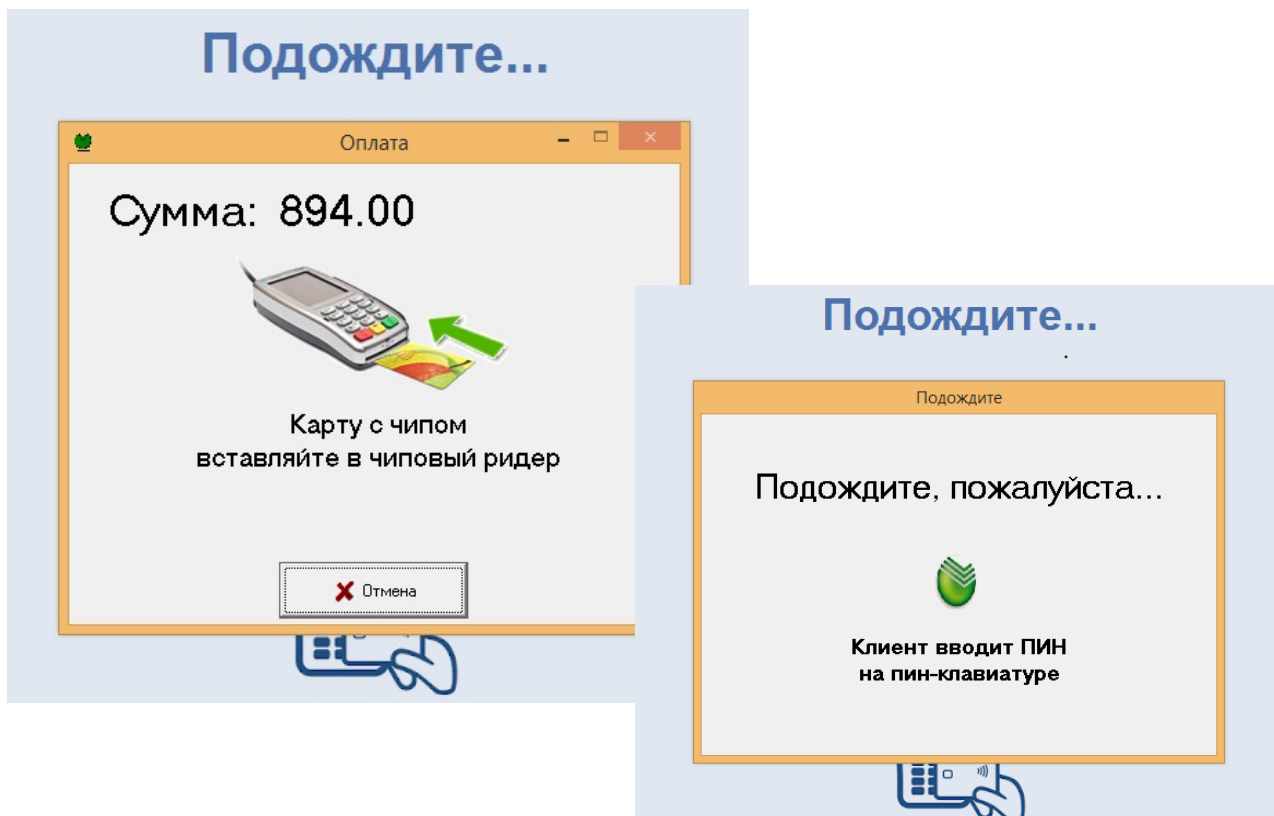 Подождите...
Оплата
Сумма: 894.00
Карту с чипом
вставляйте в чиповый ридер
Отмена
Подождите...
Подождите
Подождите, пожалуйста...
Клиент вводит ПИН
на пин-клавиатуре